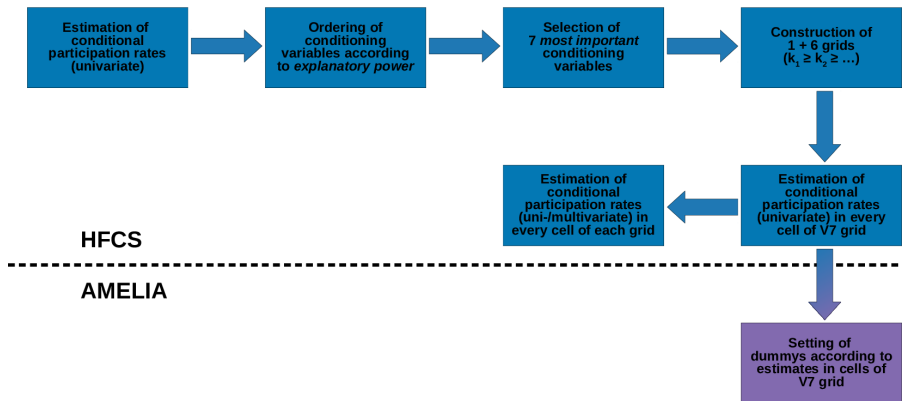 Estimation of
conditional
participation rates
(univariate)
Ordering of
conditioning
variables according
to explanatory power
Selection of
7 most important
conditioning
variables
Construction of
1 + 6 grids
(k₁ ≥ k₂ ≥ ...)
Estimation of
conditional
participation rates
(uni-/multivariate) in
every cell of each grid
Estimation of
conditional
participation rates
(univariate) in every
cell of V7 grid
HFCS
AMELIA
Setting of
dummys according to
estimates in cells of
V7 grid